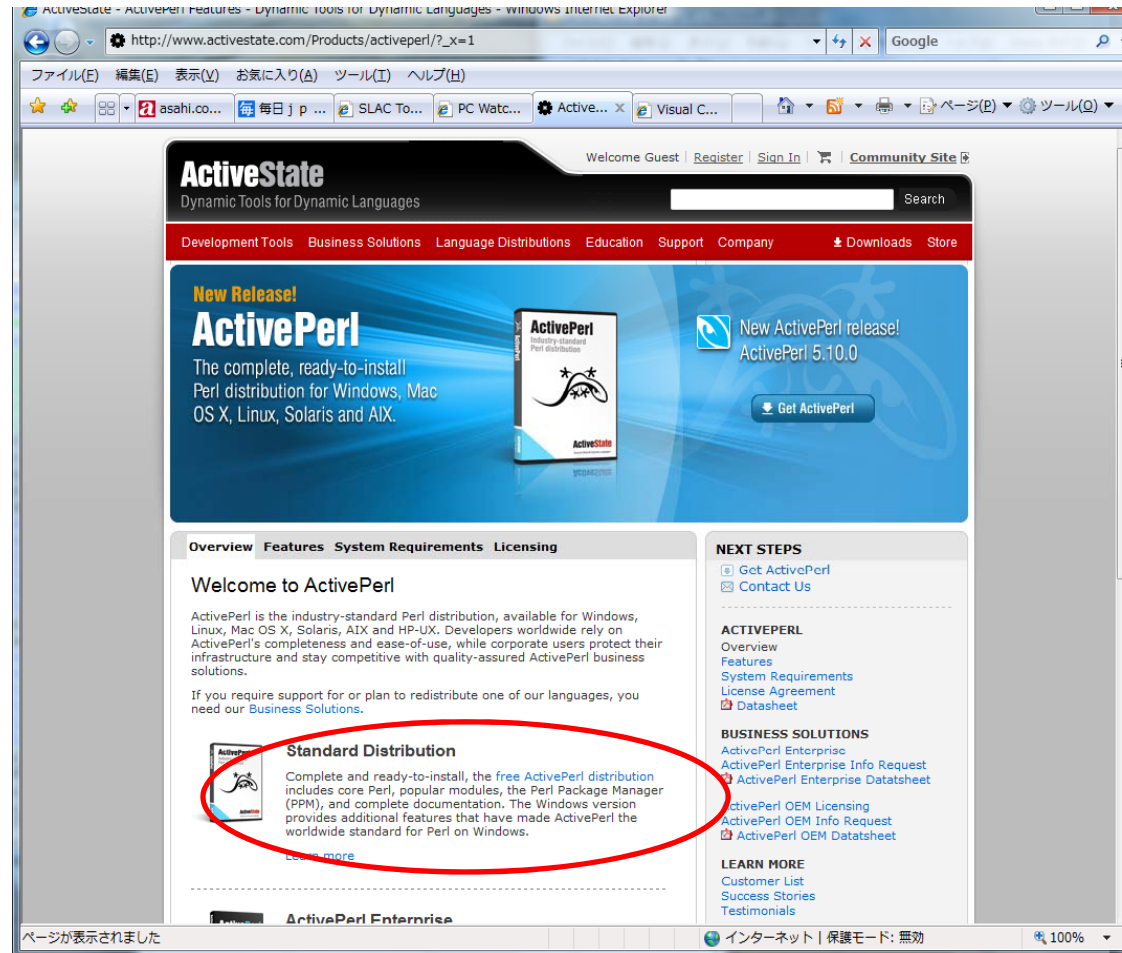 ActiveState - ActivePerl Features - Dynamic Tools for Dynamic Languages - Windows Internet Explorer
http://www.activestate.com/Products/activeperl/?_x=1
Google
ファイル(F) 編集(E) 表示(V) お気に入り(A) ツール(T) ヘルプ(H)
asahi.co... 毎日ｊｐ ... SLAC To... PC Watc... Active... Visual C... ページ(P) ツール(O)
Welcome Guest | Register | Sign In | Community Site
ActiveState
Dynamic Tools for Dynamic Languages
Search
Development Tools Business Solutions Language Distributions Education Support Company Downloads Store
New Release!
ActivePerl
The complete, ready-to-install
Perl distribution for Windows, Mac
OS X, Linux, Solaris and AIX.
ActivePerl
Industry-standard
Perl distribution
ActiveState
New ActivePerl release!
ActivePerl 5.10.0
Get ActivePerl
Overview Features System Requirements Licensing
Welcome to ActivePerl
ActivePerl is the industry-standard Perl distribution, available for Windows,
Linux, Mac OS X, Solaris, AIX and HP-UX. Developers worldwide rely on
ActivePerl's completeness and ease-of-use, while corporate users protect their
infrastructure and stay competitive with quality-assured ActivePerl business
solutions.
If you require support for or plan to redistribute one of our languages, you
need our Business Solutions.
Standard Distribution
Complete and ready-to-install, the free ActivePerl distribution
includes core Perl, popular modules, the Perl Package Manager
(PPM), and complete documentation. The Windows version
provides additional features that have made ActivePerl the
worldwide standard for Perl on Windows.
Learn more
ActivePerl Enterprise
NEXT STEPS
Get ActivePerl
Contact Us
ACTIVEPERL
Overview
Features
System Requirements
License Agreement
Datasheet
BUSINESS SOLUTIONS
ActivePerl Enterprise
ActivePerl Enterprise Info Request
ActivePerl Enterprise Datatsheet
ActivePerl OEM Licensing
ActivePerl OEM Info Request
ActivePerl OEM Datatsheet
LEARN MORE
Customer List
Success Stories
Testimonials
ページが表示されました
インターネット | 保護モード: 無効
100%